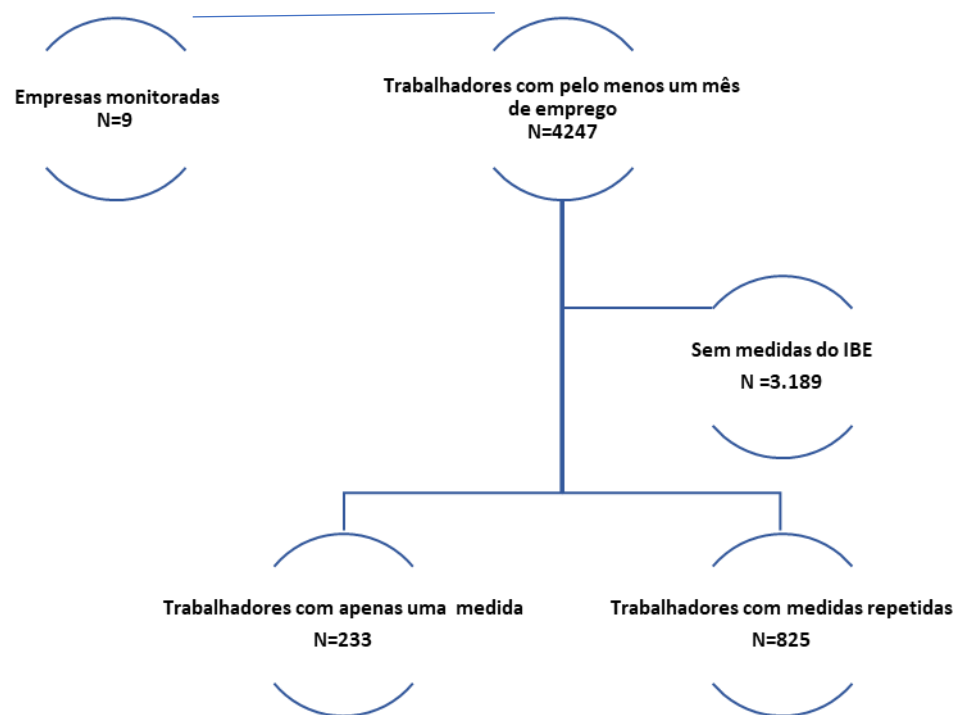 Empresas monitoradas
N=9
Trabalhadores com pelo menos um mês
de emprego
N=4247
Sem medidas do IBE
N =3.189
Trabalhadores com apenas uma  medida
N=233
Trabalhadores com medidas repetidas
N=825